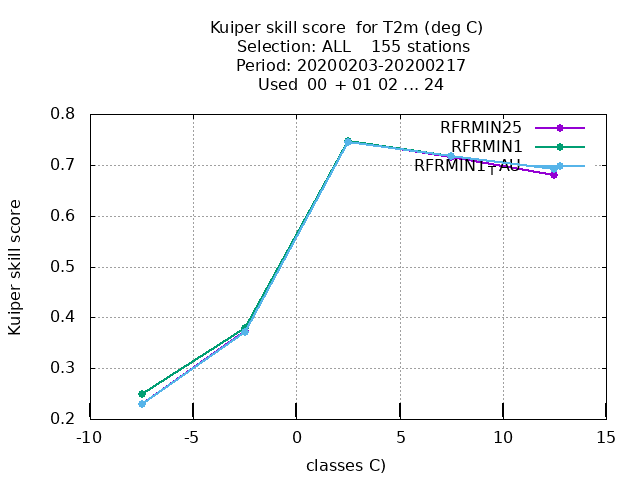 Kuiper skill score  for T2m (deg C)
Selection: ALL    155 stations
Period: 20200203-20200217
Used  00 + 01 02 ... 24
Kuiper skill score
0.8
0.7
0.6
0.5
0.4
0.3
0.2
RFRMIN25
RFRMIN1
RFRMIN1+AU
-10 -5 0 5 10 15
classes C)